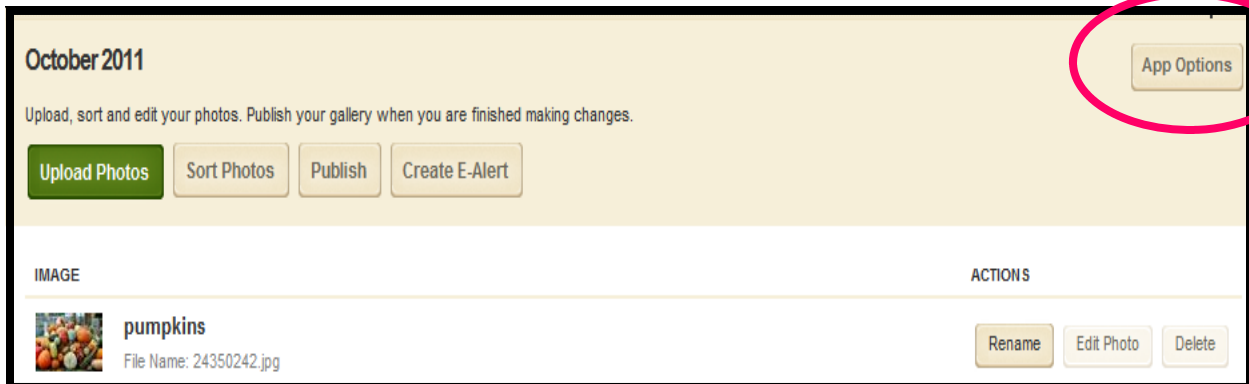 October 2011
App Options
Upload, sort and edit your photos. Publish your gallery when you are finished making changes.
Upload Photos Sort Photos Publish Create E-Alert
IMAGE ACTIONS
pumpkins
File Name: 24350242.jpg
Rename Edit Photo Delete